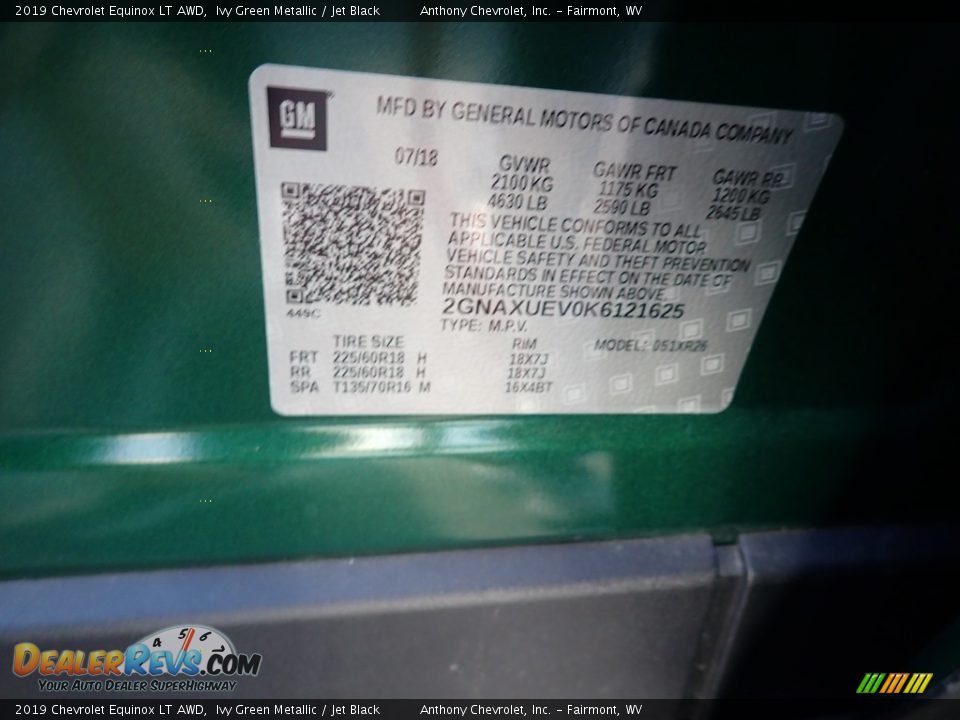 2019 Chevrolet Equinox LT AWD,  Ivy Green Metallic / Jet Black    Anthony Chevrolet, Inc. - Fairmont, WV
GM
MFD BY GENERAL MOTORS OF CANADA COMPANY
07/18 GVWR GAWR FRT GAWR RR
2100 KG 1175 KG 1200 KG
4630 LB 2590 LB 2645 LB
THIS VEHICLE CONFORMS TO ALL
APPLICABLE U.S. FEDERAL MOTOR
VEHICLE SAFETY AND THEFT PREVENTION
STANDARDS IN EFFECT ON THE DATE OF
MANUFACTURE SHOWN ABOVE.
449C
2GNAXUEV0K6121625
TYPE: M.P.V.
TIRE SIZE RIM MODEL: 051XR26
FRT 225/60R18 H 18X7J
RR 225/60R18 H 18X7J
SPA T135/70R16 M 16X4BT
4 5 6 7
DEALERREVS.COM
YOUR AUTO DEALER SUPERHIGHWAY
2019 Chevrolet Equinox LT AWD,  Ivy Green Metallic / Jet Black    Anthony Chevrolet, Inc. - Fairmont, WV